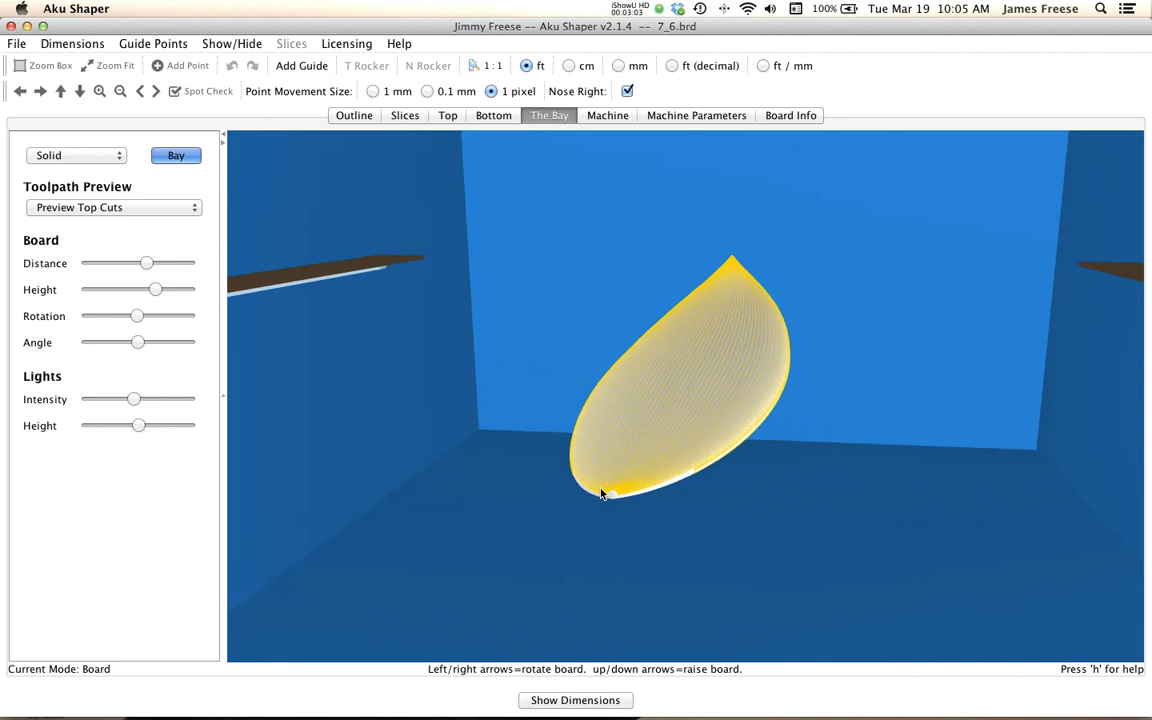 Aku Shaper
iShowU HD
00:03:03
100%
Tue Mar 19 10:05 AM
James Freese
Jimmy Freese -- Aku Shaper v2.1.4 -- 7_6.brd
File Dimensions Guide Points Show/Hide Slices Licensing Help
Zoom Box Zoom Fit Add Point Add Guide T Rocker N Rocker 1 : 1 ft cm mm ft (decimal) ft / mm
Spot Check Point Movement Size: 1 mm 0.1 mm 1 pixel Nose Right:
Outline Slices Top Bottom The Bay Machine Machine Parameters Board Info
Solid Bay
Toolpath Preview
Preview Top Cuts
Board
Distance
Height
Rotation
Angle
Lights
Intensity
Height
Current Mode: Board Left/right arrows=rotate board. up/down arrows=raise board. Press 'h' for help
Show Dimensions